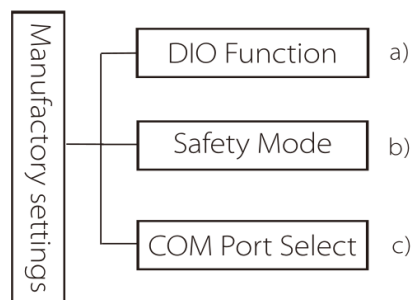 Manufactory settings
DIO Function a)
Safety Mode b)
COM Port Select c)